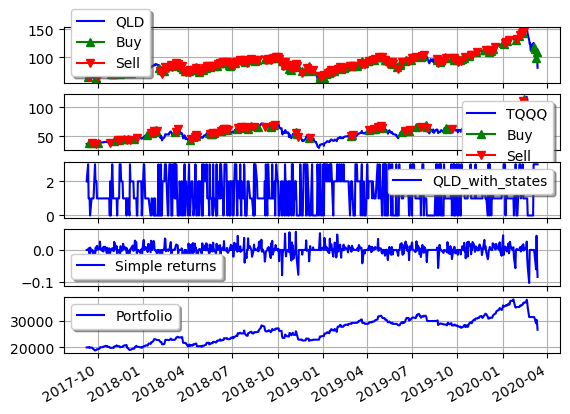 150
100
QLD
Buy
Sell
100
50
TQQQ
Buy
Sell
2
0
QLD_with_states
0.0
−0.1
Simple returns
30000
20000
Portfolio
2017-10
2018-01
2018-04
2018-07
2018-10
2019-01
2019-04
2019-07
2019-10
2020-01
2020-04